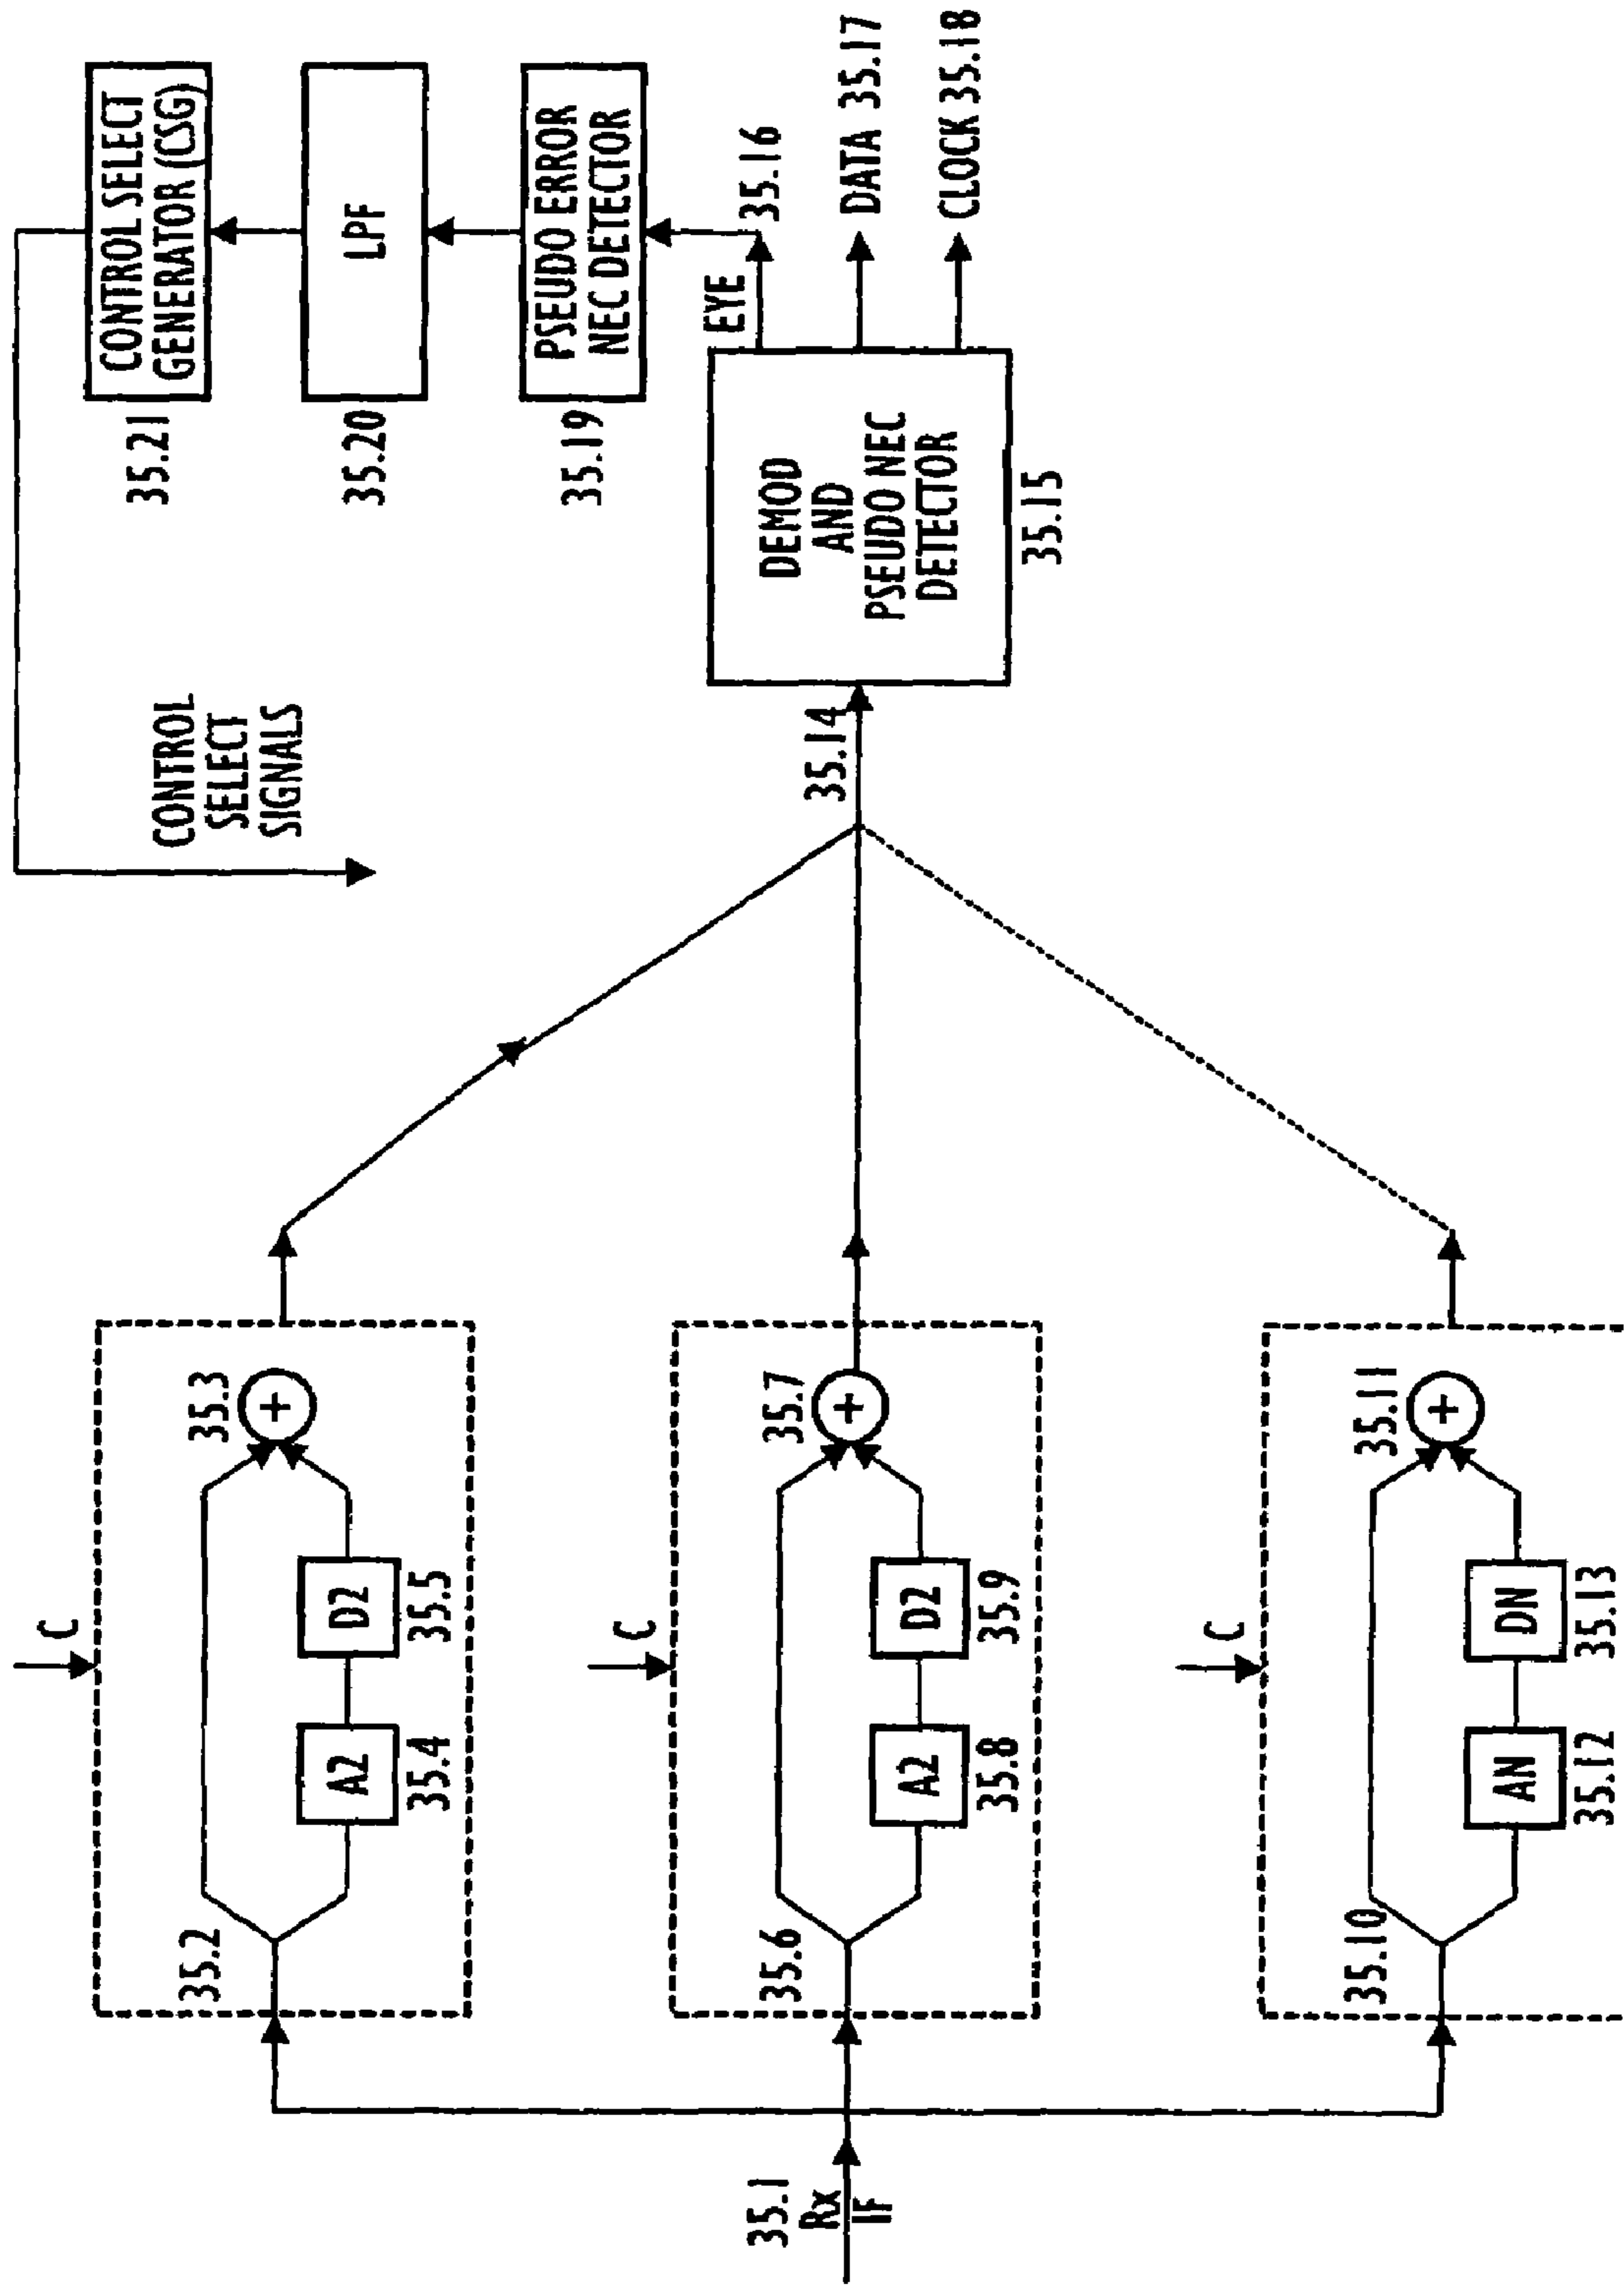 35.1
Rx
IF
35.2
35.3
A2
35.4
D2
35.5
C
35.6
35.7
A2
35.8
D2
35.9
C
35.10
35.11
AN
35.12
DN
35.13
C
CONTROL
SELECT
SIGNALS
35.14
DEMOD
AND
PSEUDO NEC
DETECTOR
35.15
EYE
35.16
DATA 35.17
CLOCK 35.18
PSEUDO ERROR
NEC DETECTOR
35.19
LPF
35.20
CONTROL SELECT
GENERATOR (CSG)
35.21